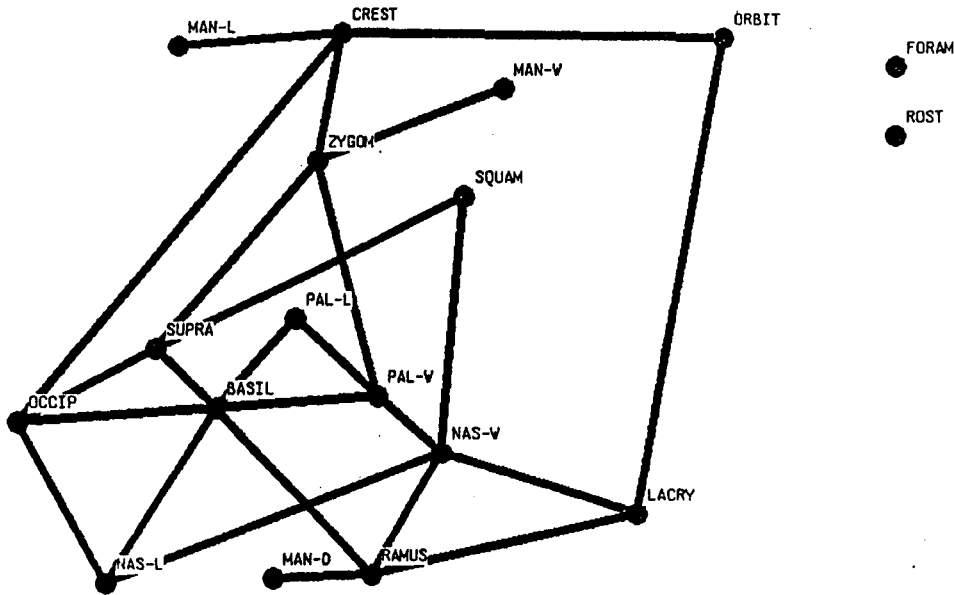 CREST
ORBIT
MAN-L
FORAM
MAN-W
ROST
ZYGOM
SQUAM
PAL-L
SUPRA
PAL-W
BASIL
OCCIP
NAS-W
LACRY
RAMUS
MAN-D
NAS-L